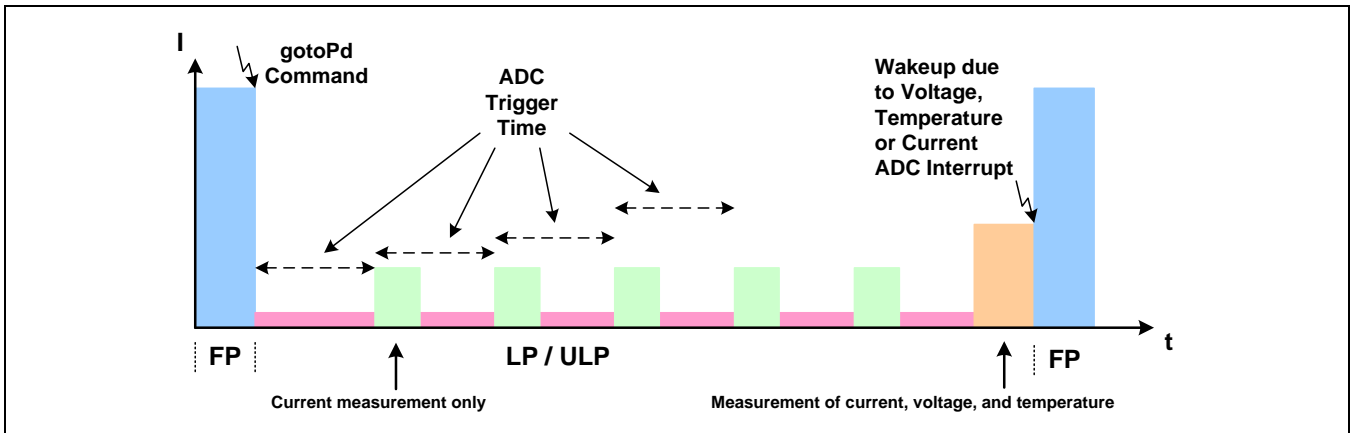 I
gotoPd
Command
ADC
Trigger
Time
Wakeup due
to Voltage,
Temperature
or Current
ADC Interrupt
t
FP
LP / ULP
FP
Current measurement only
Measurement of current, voltage, and temperature